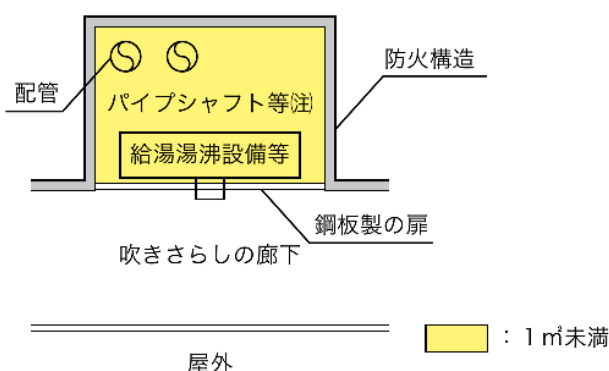 防火構造
配管
パイプシャフト等㊟
給湯湯沸設備等
鋼板製の扉
吹きさらしの廊下
：1㎡未満
屋外